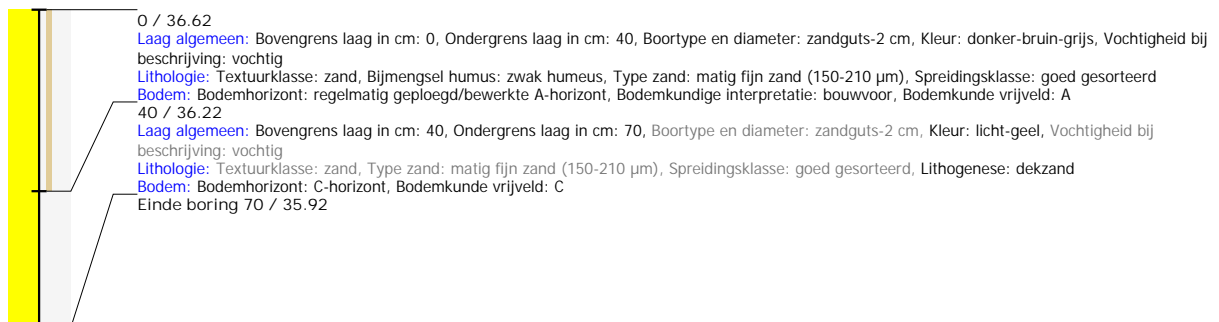 0 / 36.62
Laag algemeen: Bovengrens laag in cm: 0, Ondergrens laag in cm: 40, Boortype en diameter: zandguts-2 cm, Kleur: donker-bruin-grijs, Vochtigheid bij
beschrijving: vochtig
Lithologie: Textuurklasse: zand, Bijmengsel humus: zwak humeus, Type zand: matig fijn zand (150-210 µm), Spreidingsklasse: goed gesorteerd
Bodem: Bodemhorizont: regelmatig geploegd/bewerkte A-horizont, Bodemkundige interpretatie: bouwvoor, Bodemkunde vrijveld: A
40 / 36.22
Laag algemeen: Bovengrens laag in cm: 40, Ondergrens laag in cm: 70, Boortype en diameter: zandguts-2 cm, Kleur: licht-geel, Vochtigheid bij
beschrijving: vochtig
Lithologie: Textuurklasse: zand, Type zand: matig fijn zand (150-210 µm), Spreidingsklasse: goed gesorteerd, Lithogenese: dekzand
Bodem: Bodemhorizont: C-horizont, Bodemkunde vrijveld: C
Einde boring 70 / 35.92